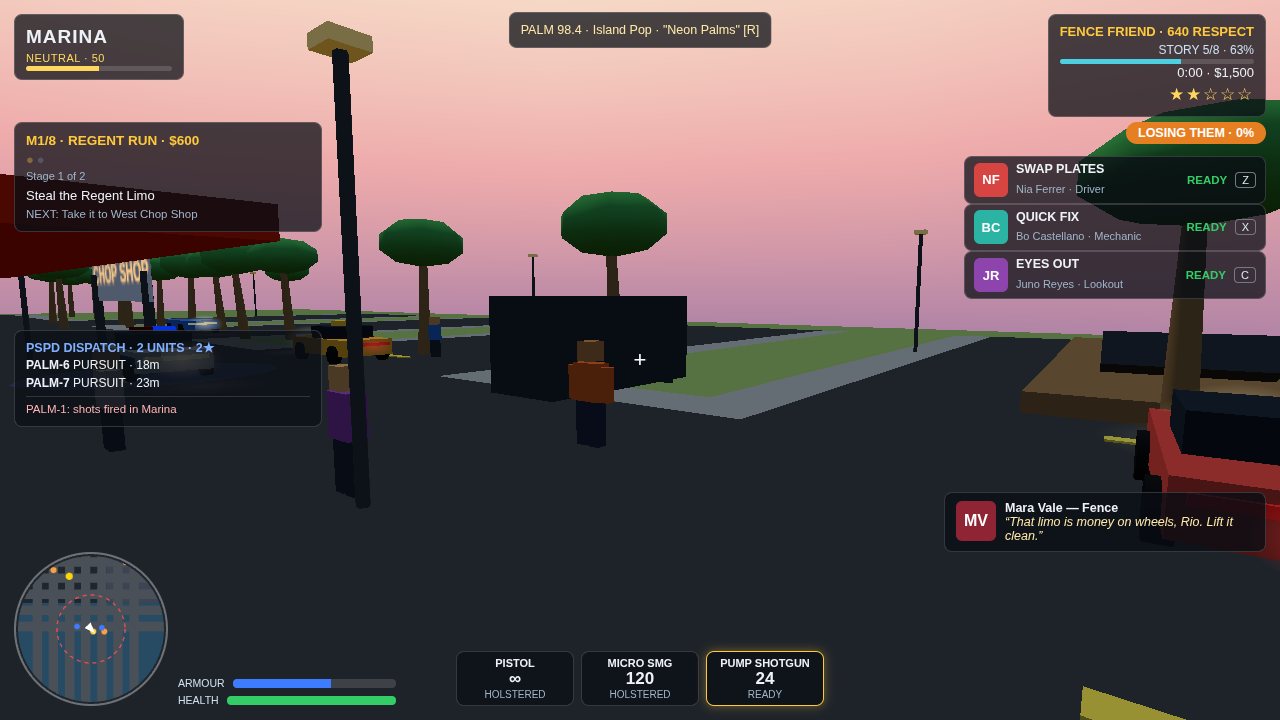 MARINA
NEUTRAL · 50
PALM 98.4 · Island Pop · "Neon Palms" [R]
FENCE FRIEND · 640 RESPECT
STORY 5/8 · 63%
0:00 · $1,500
★★☆☆☆
LOSING THEM · 0%
M1/8 · REGENT RUN · $600
Stage 1 of 2
Steal the Regent Limo
NEXT: Take it to West Chop Shop
NF
SWAP PLATES
Nia Ferrer · Driver
READY Z
BC
QUICK FIX
Bo Castellano · Mechanic
READY X
JR
EYES OUT
Juno Reyes · Lookout
READY C
CHOP SHOP
PSPD DISPATCH · 2 UNITS · 2★
PALM-6 PURSUIT · 18m
PALM-7 PURSUIT · 23m
PALM-1: shots fired in Marina
MV
Mara Vale — Fence
“That limo is money on wheels, Rio. Lift it
clean.”
ARMOUR
HEALTH
PISTOL
∞
HOLSTERED
MICRO SMG
120
HOLSTERED
PUMP SHOTGUN
24
READY